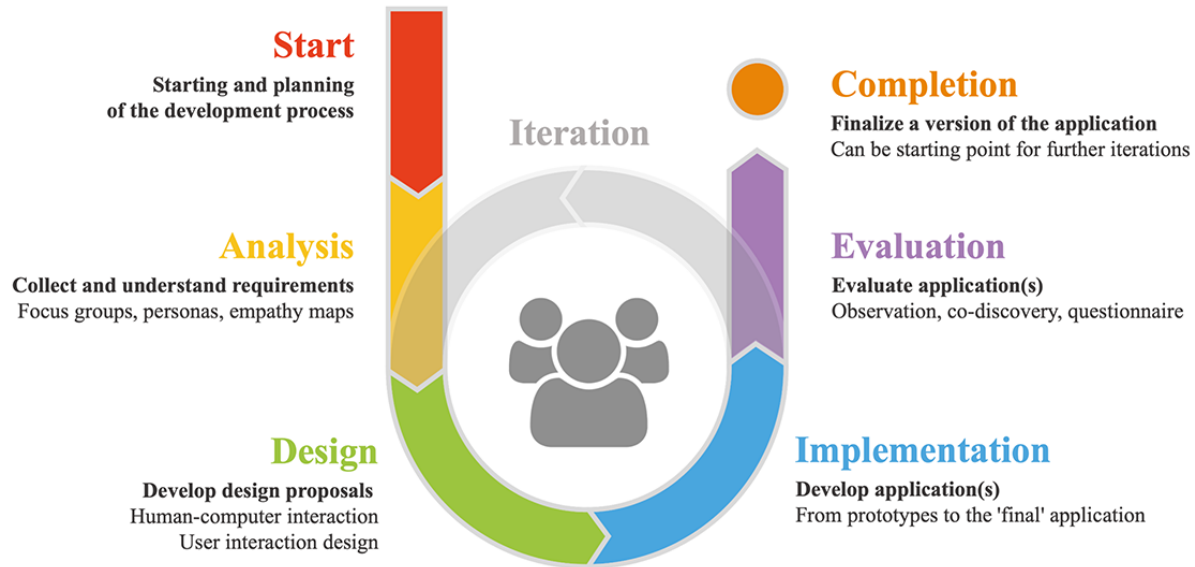 Start
Starting and planning
of the development process
Iteration
Completion
Finalize a version of the application
Can be starting point for further iterations
Analysis
Collect and understand requirements
Focus groups, personas, empathy maps
Evaluation
Evaluate application(s)
Observation, co-discovery, questionnaire
Design
Develop design proposals
Human-computer interaction
User interaction design
Implementation
Develop application(s)
From prototypes to the 'final' application